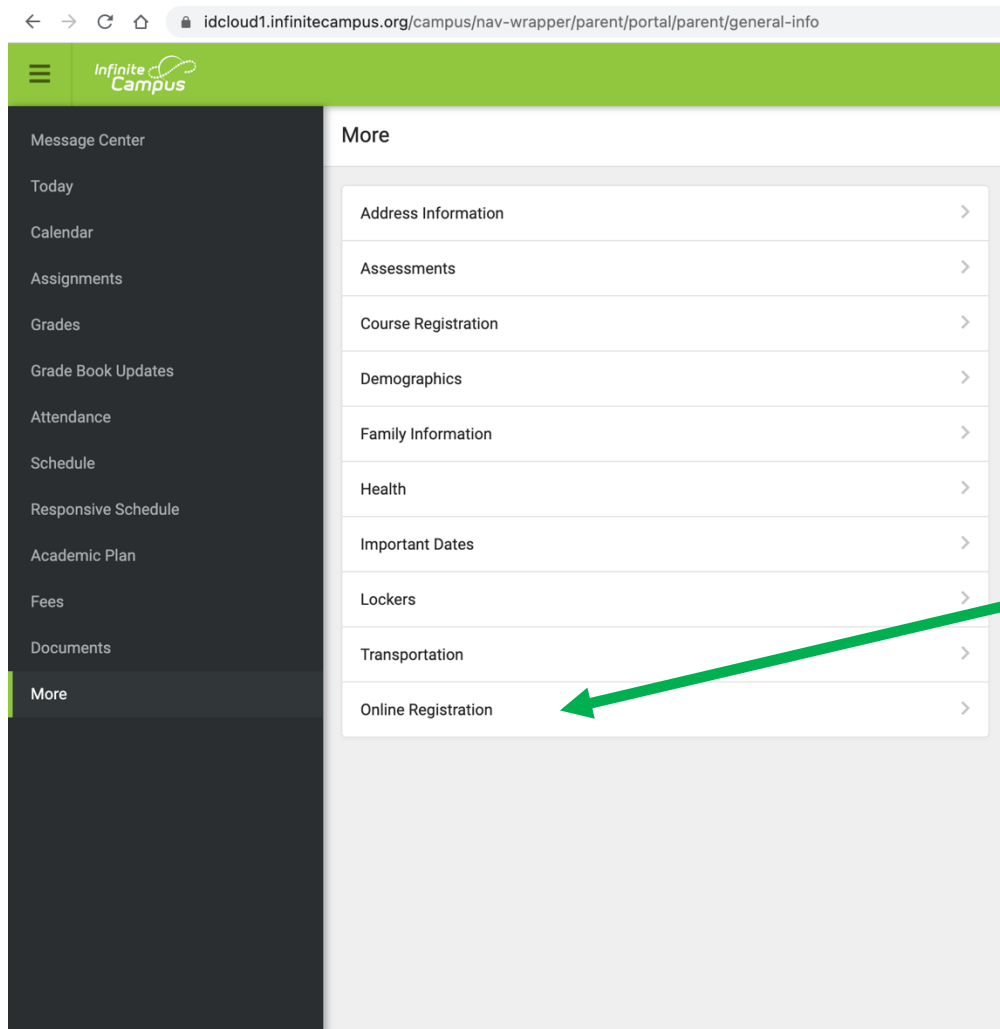 idcloud1.infinitecampus.org/campus/nav-wrapper/parent/portal/parent/general-info
Infinite
Campus
Message Center
Today
Calendar
Assignments
Grades
Grade Book Updates
Attendance
Schedule
Responsive Schedule
Academic Plan
Fees
Documents
More
More
Address Information
Assessments
Course Registration
Demographics
Family Information
Health
Important Dates
Lockers
Transportation
Online Registration